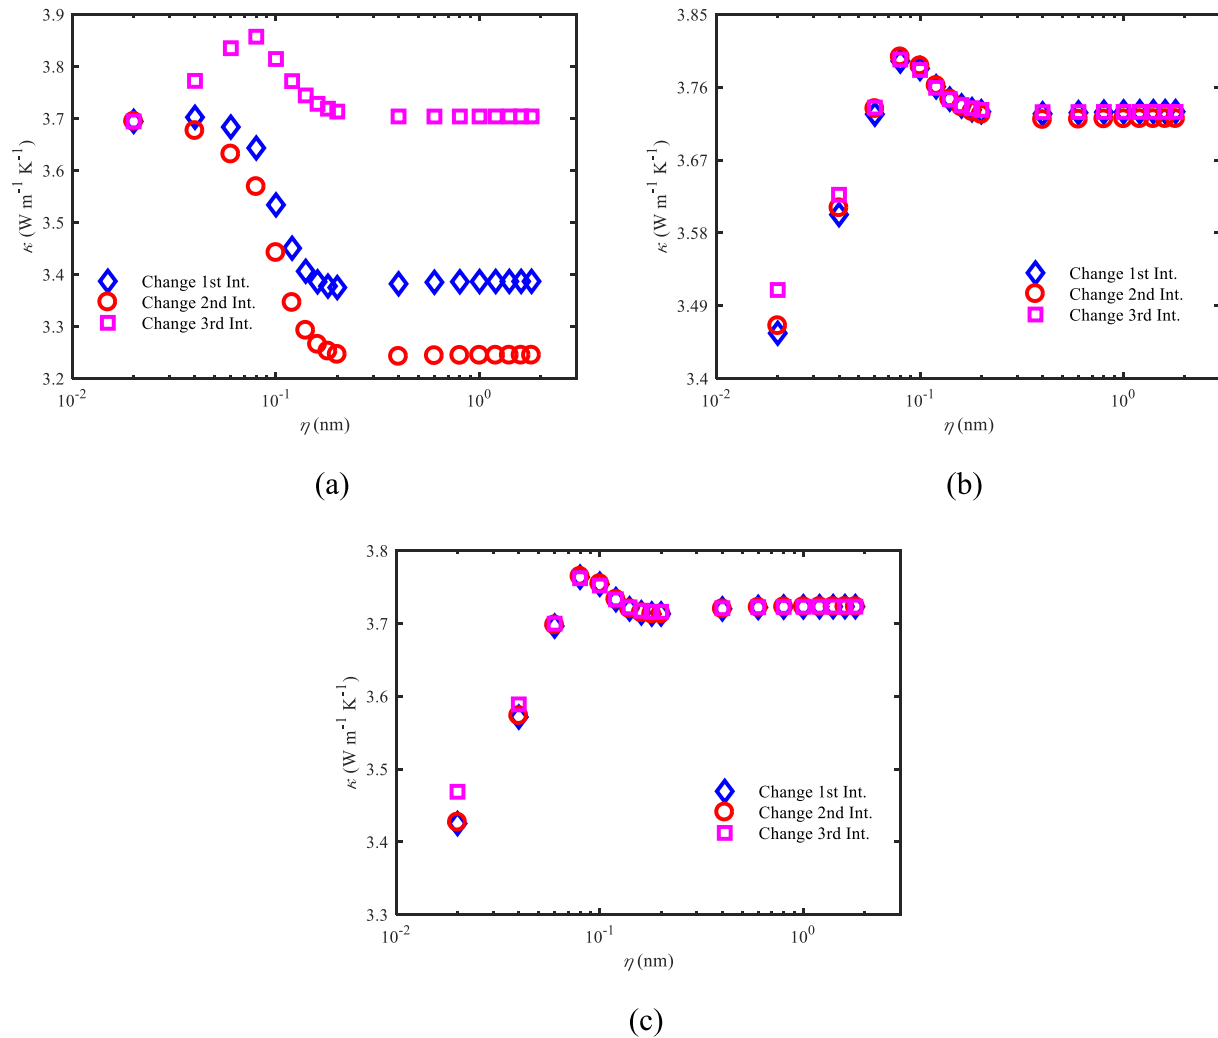 3.9
3.8
3.7
3.6
3.5
3.4
3.3
3.2
κ (W m⁻¹ K⁻¹)
Change 1st Int.
Change 2nd Int.
Change 3rd Int.
10⁻² 10⁻¹ 10⁰
η (nm)
(a)
3.85
3.76
3.67
3.58
3.49
3.4
κ (W m⁻¹ K⁻¹)
Change 1st Int.
Change 2nd Int.
Change 3rd Int.
10⁻² 10⁻¹ 10⁰
η (nm)
(b)
3.8
3.7
3.6
3.5
3.4
3.3
κ (W m⁻¹ K⁻¹)
Change 1st Int.
Change 2nd Int.
Change 3rd Int.
10⁻² 10⁻¹ 10⁰
η (nm)
(c)